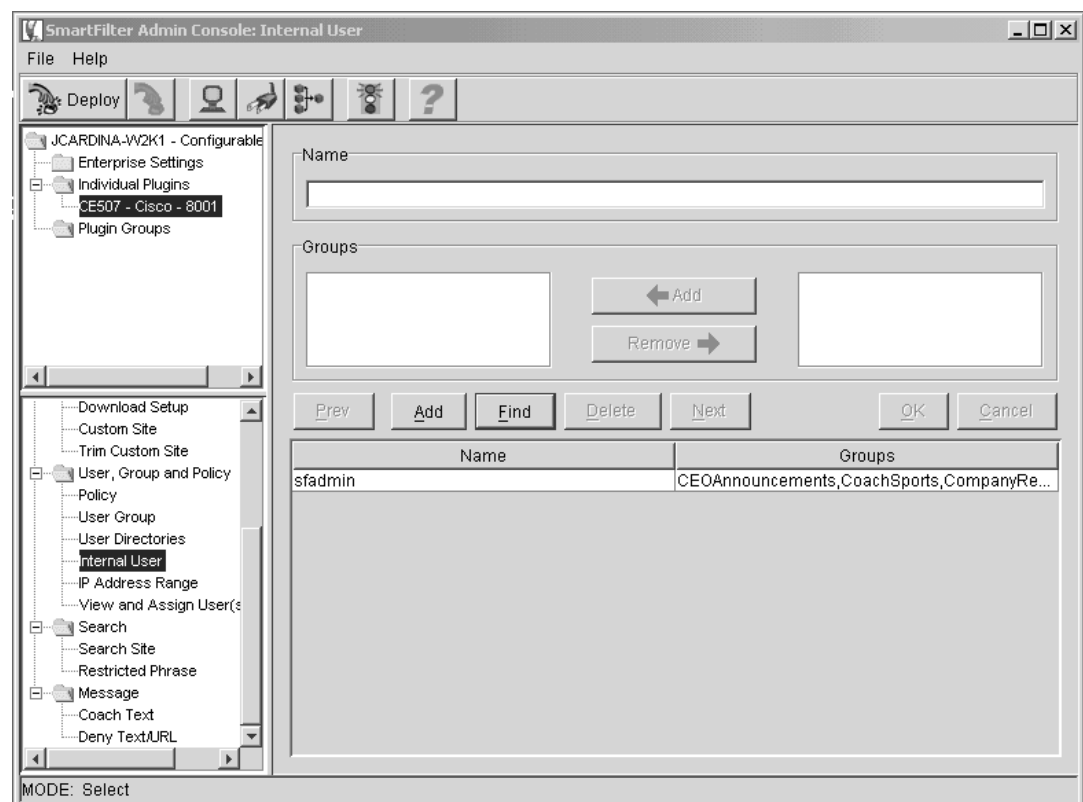 SmartFilter Admin Console: Internal User
File Help
Deploy
?
JCARDINA-W2K1 - Configurable
Enterprise Settings
Individual Plugins
CE507 - Cisco - 8001
Plugin Groups
Name
Groups
Add
Remove
Prev Add Find Delete Next OK Cancel
Name Groups
sfadmin CEOAnnouncements,CoachSports,CompanyRe...
Download Setup
Custom Site
Trim Custom Site
User, Group and Policy
Policy
User Group
User Directories
Internal User
IP Address Range
View and Assign User(s
Search
Search Site
Restricted Phrase
Message
Coach Text
Deny Text/URL
MODE: Select